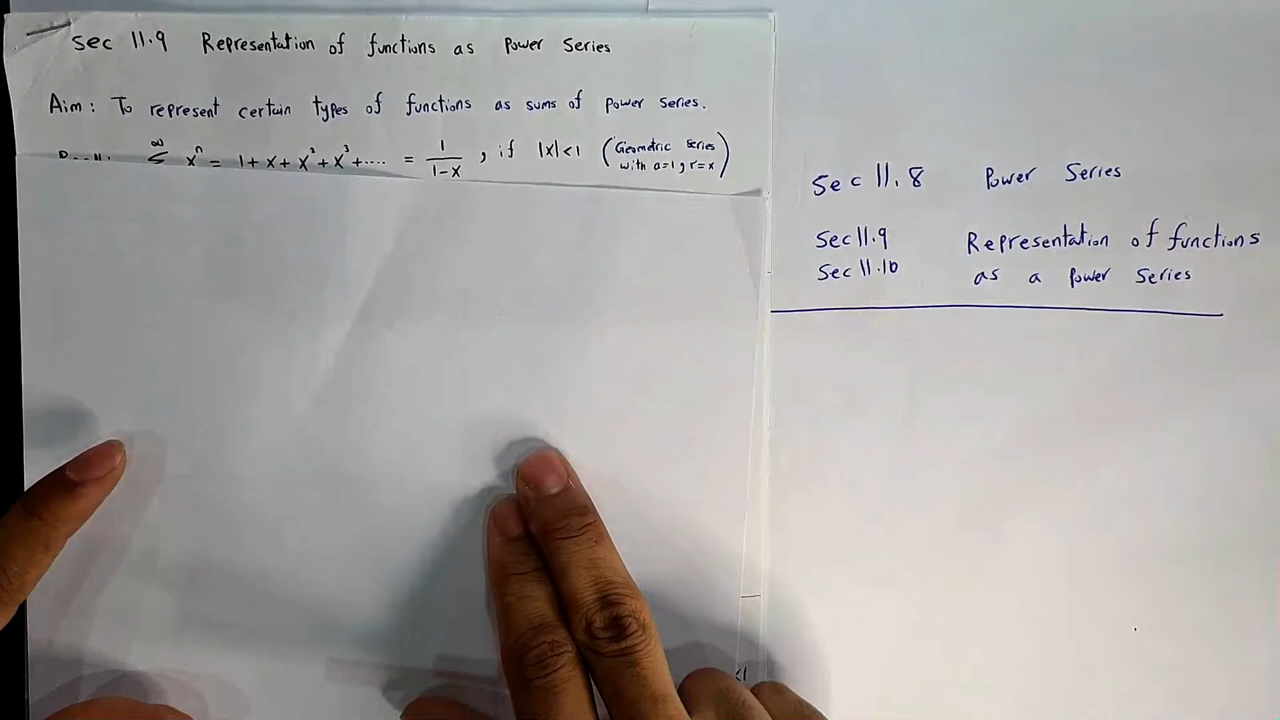 Sec 11.9 Representation of functions as Power Series
Aim: To represent certain types of functions as sums of Power Series.
∞
Σ xⁿ = 1 + x + x² + x³ + .... = 1/(1-x) , if |x|<1 (Geometric Series with a=1, r=x)
Sec 11.8 Power Series
Sec 11.9 Representation of functions
Sec 11.10 as a Power Series
<1